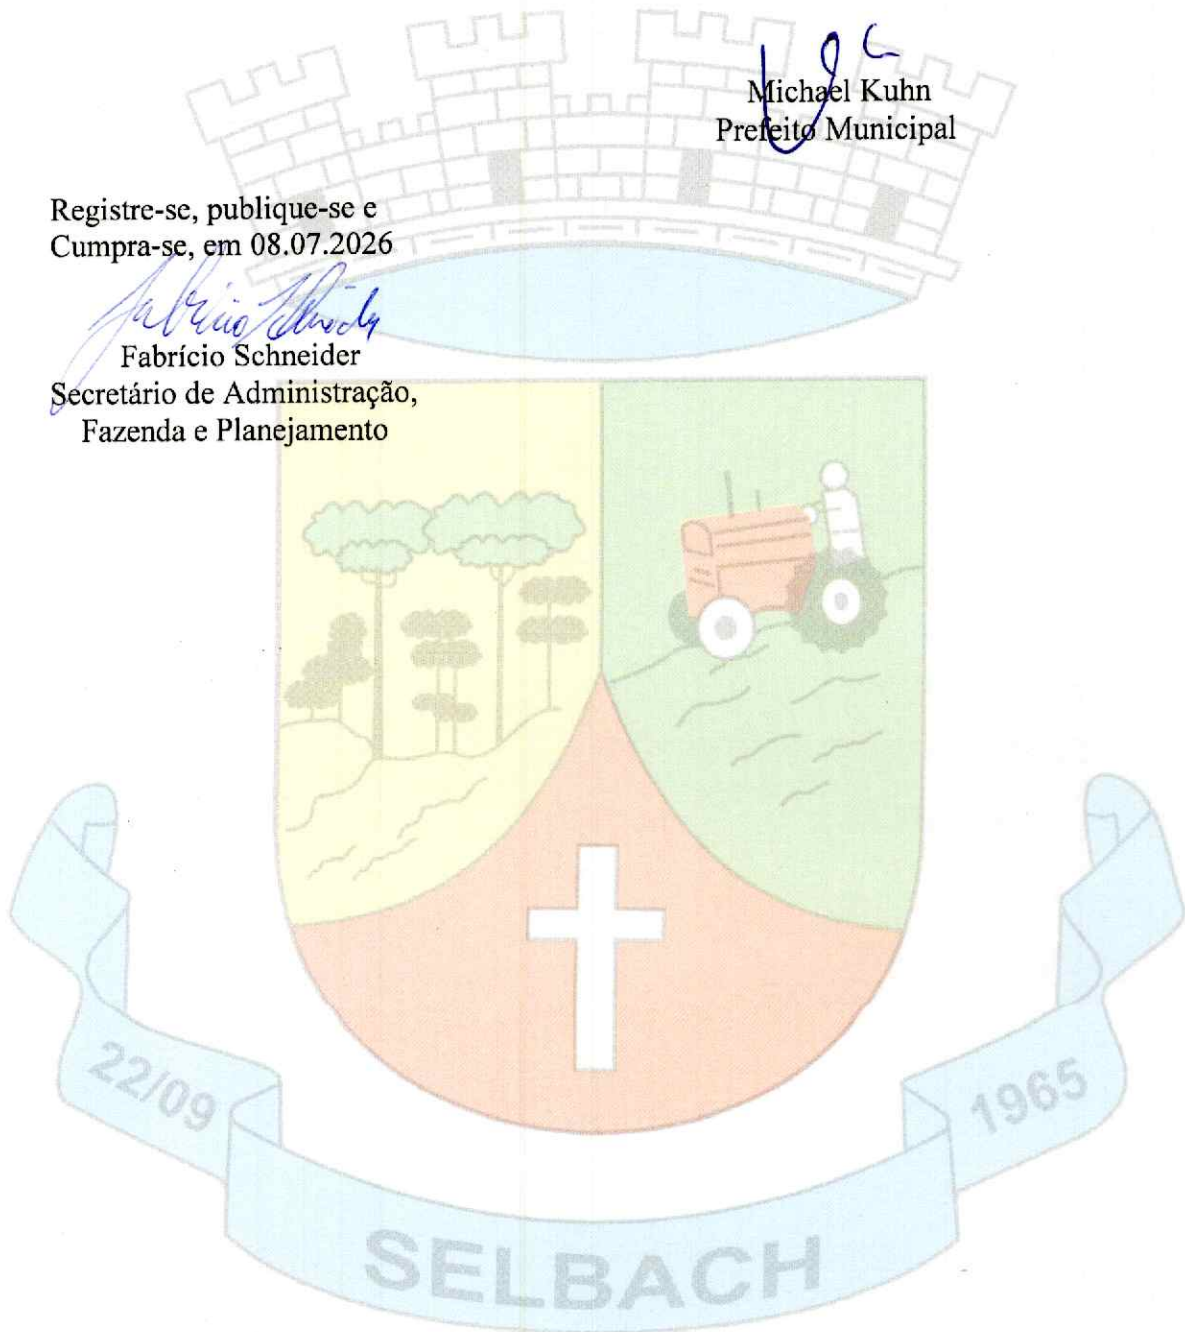 Michael Kuhn
Prefeito Municipal
Registre-se, publique-se e
Cumpra-se, em 08.07.2026
Fabrício Schneider
Secretário de Administração,
Fazenda e Planejamento
22/09
1965
SELBACH